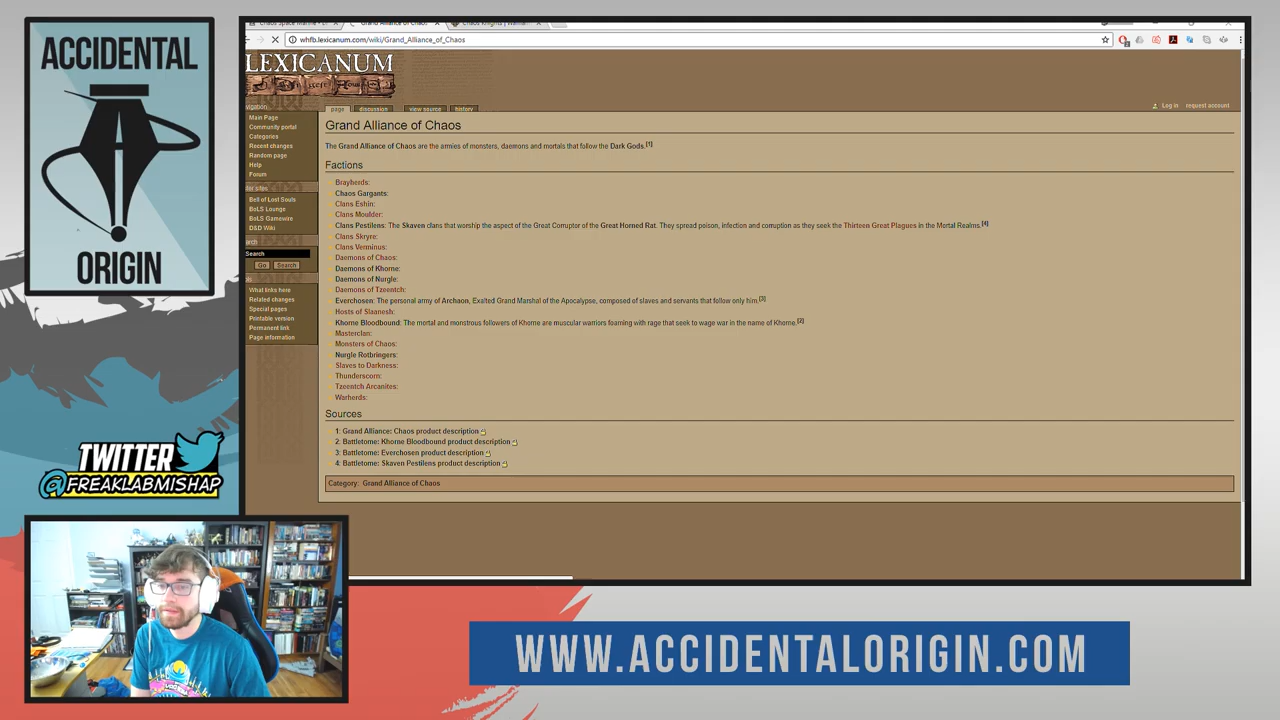 ACCIDENTAL
ORIGIN
TWITTER
@FREAKLABMISHAP
WWW.ACCIDENTALORIGIN.COM
Grand Alliance of Chaos
whfb.lexicanum.com/wiki/Grand_Alliance_of_Chaos
LEXICANUM
page discussion view source history
Log in request account
Main Page
Community portal
Categories
Recent changes
Random page
Help
Forum
Bell of Lost Souls
BoLS Lounge
BoLS Gamewire
D&D Wiki
Search
Go Search
What links here
Related changes
Special pages
Printable version
Permanent link
Page information
Grand Alliance of Chaos
The Grand Alliance of Chaos are the armies of monsters, daemons and mortals that follow the Dark Gods.[1]
Factions
Brayherds:
Chaos Gargants:
Clans Eshin:
Clans Moulder:
Clans Pestilens: The Skaven clans that worship the aspect of the Great Corruptor of the Great Horned Rat. They spread poison, infection and corruption as they seek the Thirteen Great Plagues in the Mortal Realms.[4]
Clans Skryre:
Clans Verminus:
Daemons of Chaos:
Daemons of Khorne:
Daemons of Nurgle:
Daemons of Tzeentch:
Everchosen: The personal army of Archaon, Exalted Grand Marshal of the Apocalypse, composed of slaves and servants that follow only him.[3]
Hosts of Slaanesh:
Khorne Bloodbound: The mortal and monstrous followers of Khorne are muscular warriors foaming with rage that seek to wage war in the name of Khorne.[2]
Masterclan:
Monsters of Chaos:
Nurgle Rotbringers:
Slaves to Darkness:
Thunderscorn:
Tzeentch Arcanites:
Warherds:
Sources
1: Grand Alliance: Chaos product description
2: Battletome: Khorne Bloodbound product description
3: Battletome: Everchosen product description
4: Battletome: Skaven Pestilens product description
Category: Grand Alliance of Chaos